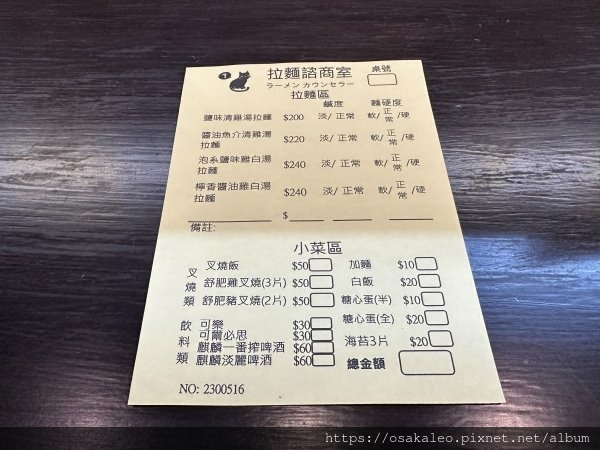 1 拉麵諮商室 桌號
ラーメン カウンセラー
拉麵區
鹹度 麵硬度
鹽味清雞湯拉麵 $200 淡/ 正常 軟/ 正常 /硬
醬油魚介清雞湯拉麵 $220 淡/ 正常 軟/ 正常 /硬
泡系鹽味雞白湯拉麵 $240 淡/ 正常 軟/ 正常 /硬
檸香醬油雞白湯拉麵 $240 淡/ 正常 軟/ 正常 /硬
$
備註:
小菜區
叉燒類
叉燒飯 $50
舒肥雞叉燒(3片) $50
舒肥豬叉燒(2片) $50
飲料類
可樂 $30
可爾必思 $30
麒麟一番搾啤酒 $60
麒麟淡麗啤酒 $60
加麵 $10
白飯 $20
糖心蛋(半) $10
糖心蛋(全) $20
海苔3片 $20
總金額
NO: 2300516
https://osakaleo.pixnet.net/album